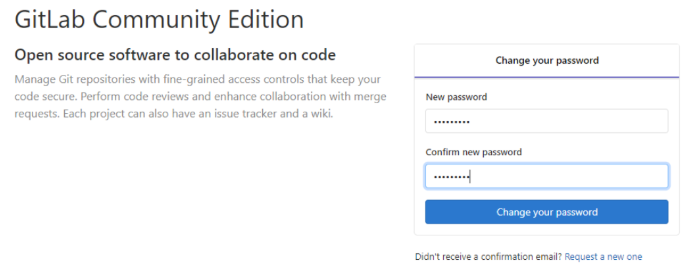 GitLab Community Edition
Open source software to collaborate on code
Manage Git repositories with fine-grained access controls that keep your
code secure. Perform code reviews and enhance collaboration with merge
requests. Each project can also have an issue tracker and a wiki.
Change your password
New password
•••••••••
Confirm new password
•••••••••
Change your password
Didn't receive a confirmation email? Request a new one